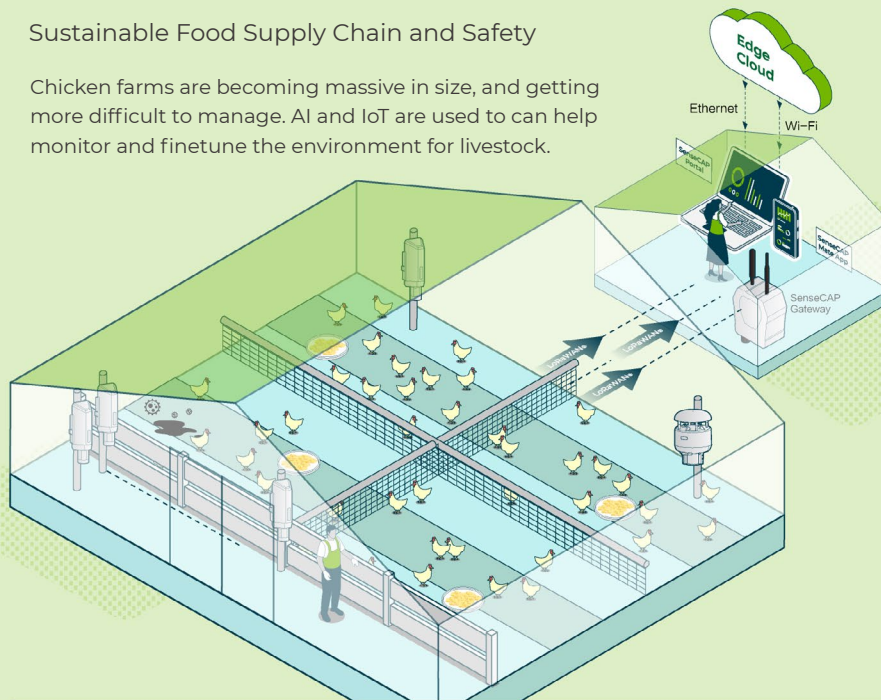 Sustainable Food Supply Chain and Safety
Chicken farms are becoming massive in size, and getting
more difficult to manage. AI and IoT are used to can help
monitor and finetune the environment for livestock.
Edge
Cloud
Ethernet
Wi-Fi
SenseCAP
Portal
SenseCAP
Mate App
SenseCAP
Gateway
LoRaWAN®
LoRaWAN®
LoRaWAN®